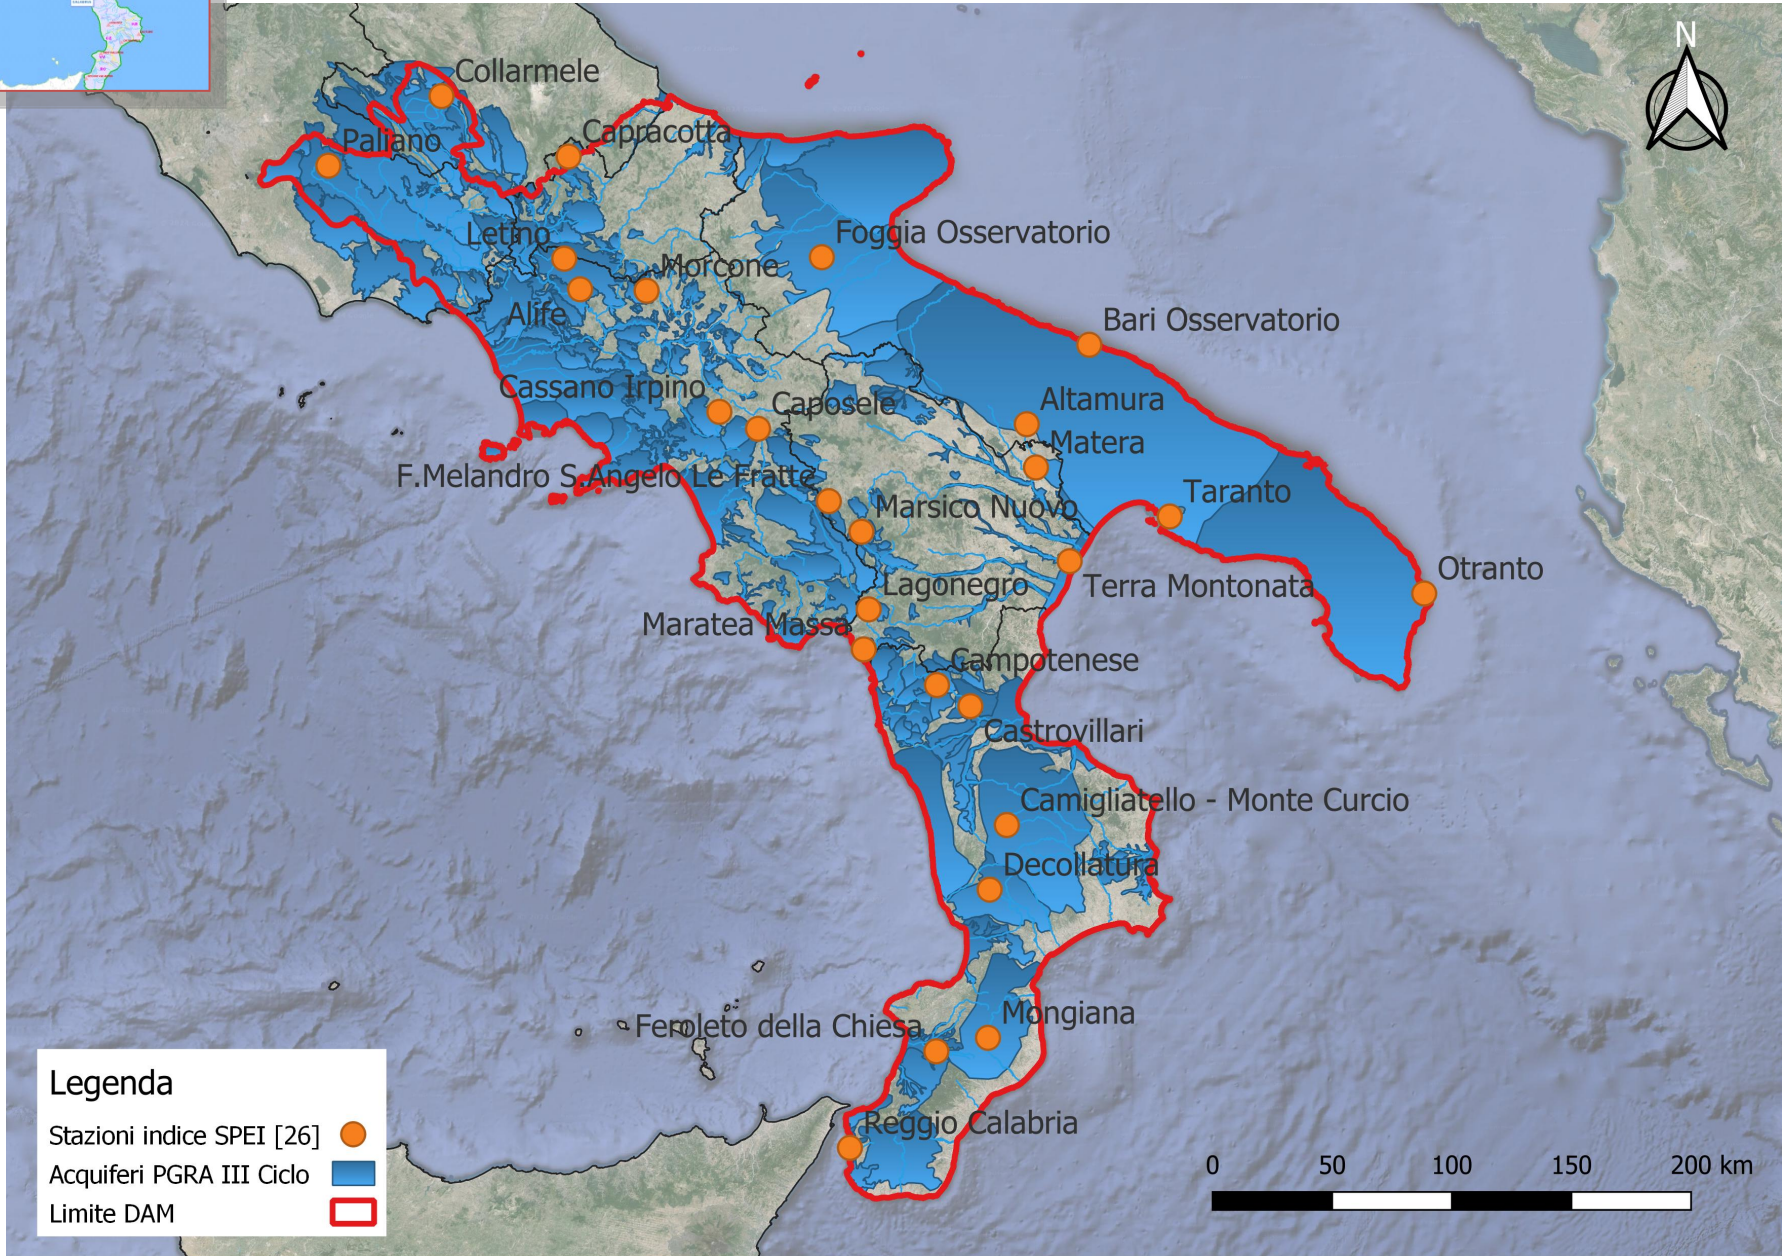 N
Collarmele
Capracotta
Paliano
Letino
Foggia Osservatorio
Morcone
Alife
Bari Osservatorio
Cassano Irpino
Caposele
Altamura
Matera
F.Melandro S.Angelo Le Fratte
Taranto
Marsico Nuovo
Otranto
Lagonegro
Terra Montonata
Maratea Massa
Campotenese
Castrovillari
Camigliatello - Monte Curcio
Decollatura
Mongiana
Feroleto della Chiesa
Reggio Calabria
Legenda
Stazioni indice SPEI [26]
Acquiferi PGRA III Ciclo
Limite DAM
0 50 100 150 200 km